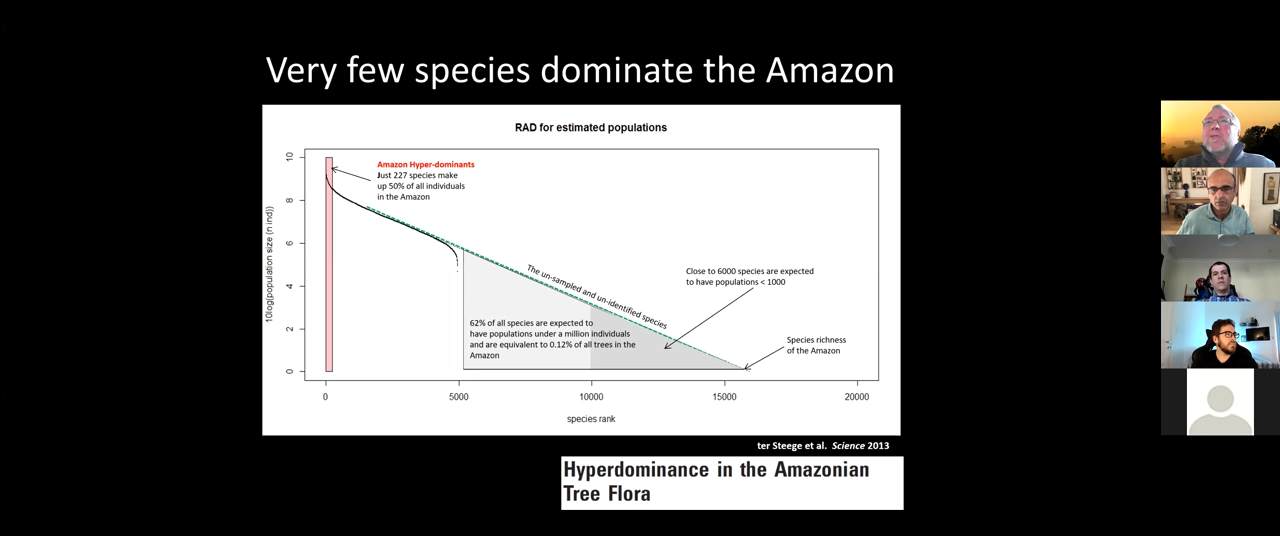 Very few species dominate the Amazon
RAD for estimated populations
10log(population size (n ind))
10
8
6
4
2
0
Amazon Hyper-dominants
Just 227 species make
up 50% of all individuals
in the Amazon
The un-sampled and un-identified species
Close to 6000 species are expected
to have populations < 1000
62% of all species are expected to
have populations under a million individuals
and are equivalent to 0.12% of all trees in the
Amazon
Species richness
of the Amazon
0
5000
10000
15000
20000
species rank
ter Steege et al. Science 2013
Hyperdominance in the Amazonian
Tree Flora